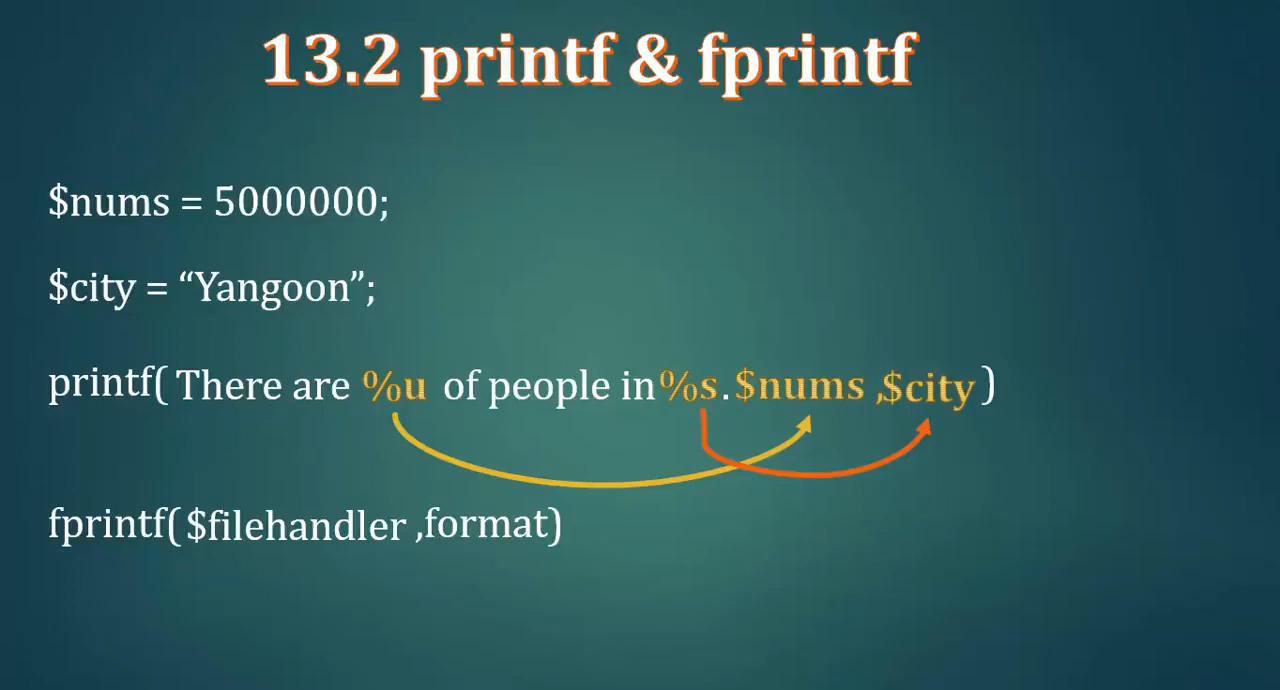 13.2 printf & fprintf
$nums = 5000000;
$city = “Yangoon”;
printf( There are %u of people in%s.$nums ,$city )
fprintf( $filehandler ,format)